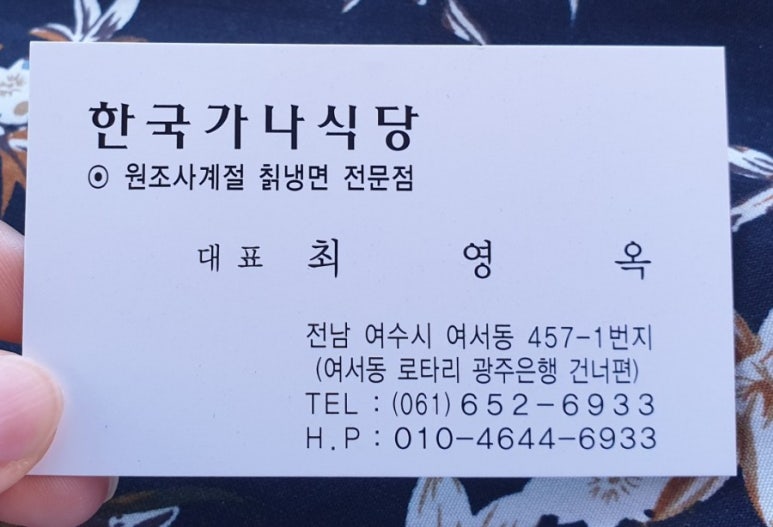 한국가나식당
⊙ 원조사계절 칡냉면 전문점
대표 최 영 옥
전남 여수시 여서동 457-1번지
(여서동 로타리 광주은행 건너편)
TEL : (061) 652-6933
H.P : 010-4644-6933